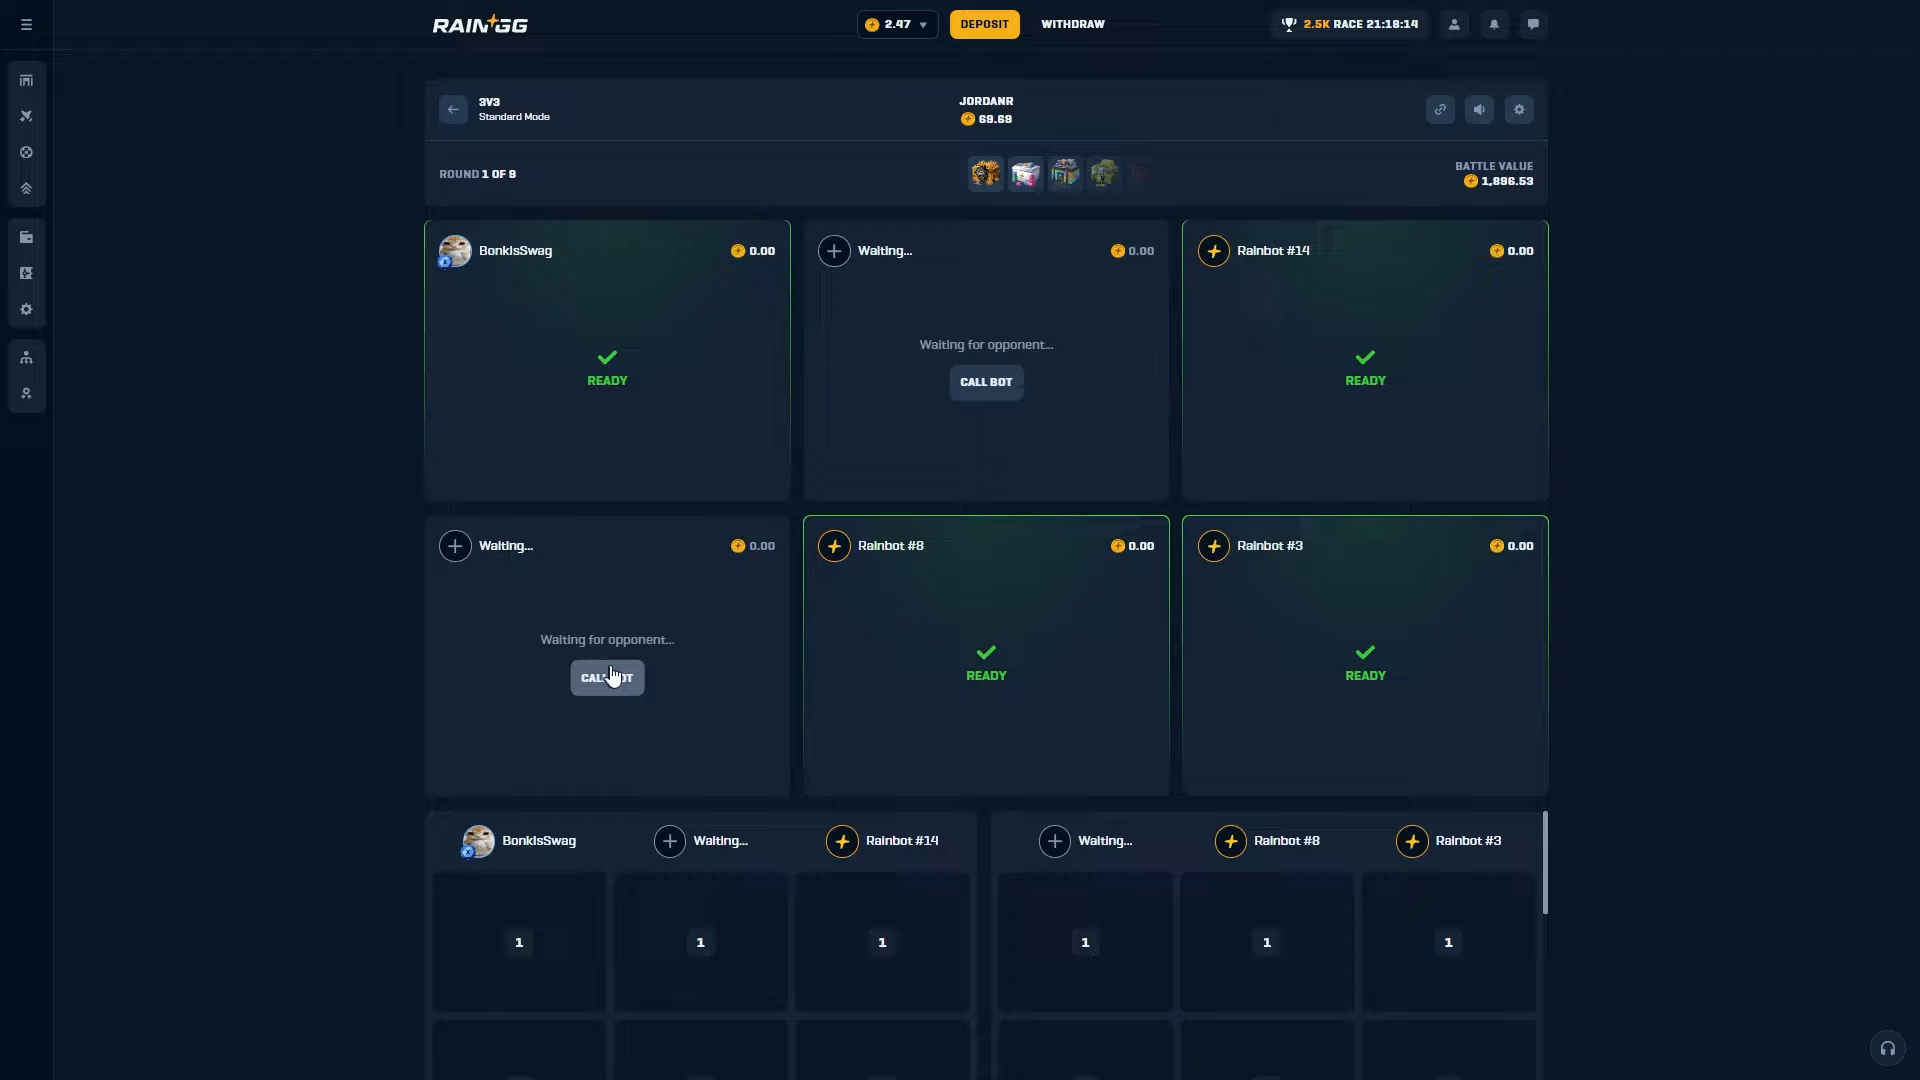 RAIN GG
2.47
DEPOSIT
WITHDRAW
2.5K RACE 21:18:14
3V3
Standard Mode
JORDANR
69.69
ROUND 1 OF 9
BATTLE VALUE
1,896.53
BonkIsSwag
0.00
Waiting...
0.00
Rainbot #14
0.00
READY
Waiting for opponent...
CALL BOT
READY
Waiting...
0.00
Rainbot #8
0.00
Rainbot #3
0.00
Waiting for opponent...
READY
READY
BonkIsSwag
Waiting...
Rainbot #14
Waiting...
Rainbot #8
Rainbot #3
1
1
1
1
1
1